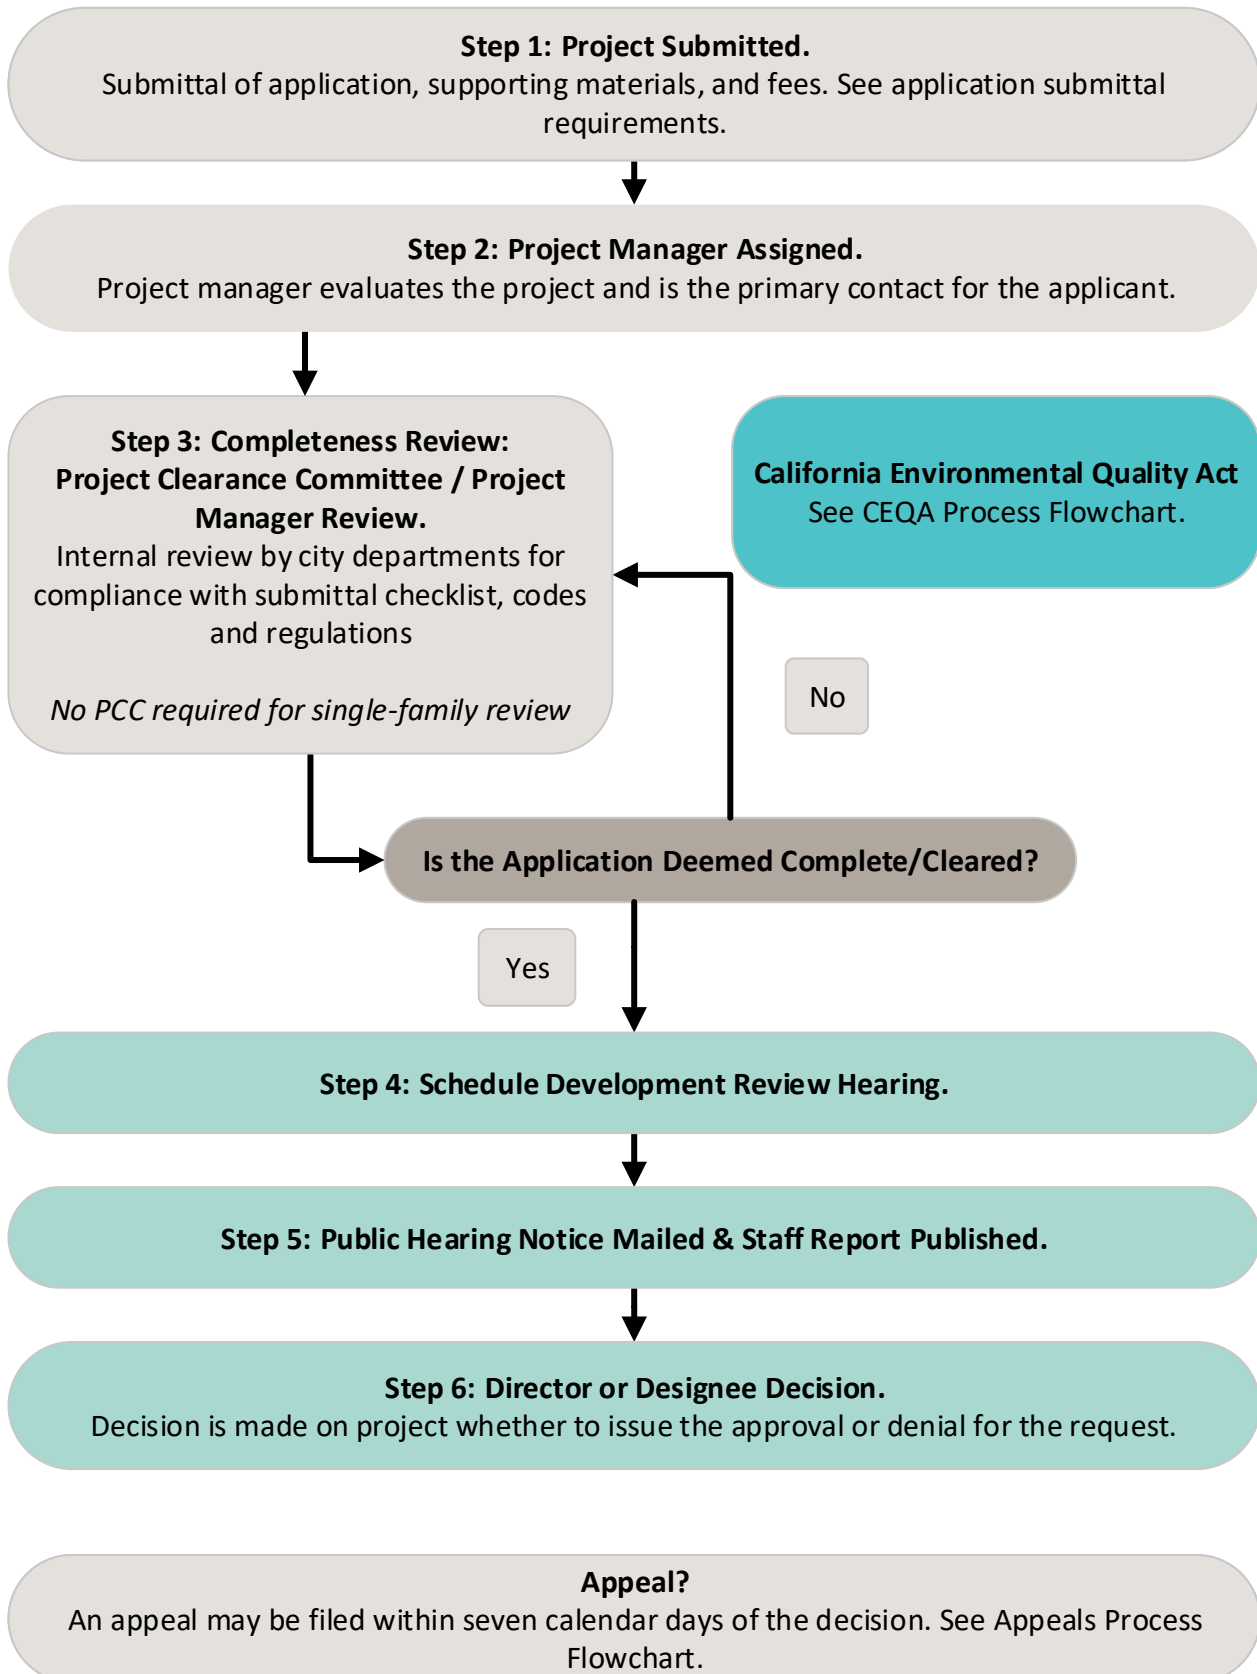 Step 1: Project Submitted.
Submittal of application, supporting materials, and fees. See application submittal
requirements.
Step 2: Project Manager Assigned.
Project manager evaluates the project and is the primary contact for the applicant.
Step 3: Completeness Review:
Project Clearance Committee / Project
Manager Review.
Internal review by city departments for
compliance with submittal checklist, codes
and regulations
No PCC required for single-family review
California Environmental Quality Act
See CEQA Process Flowchart.
No
Is the Application Deemed Complete/Cleared?
Yes
Step 4: Schedule Development Review Hearing.
Step 5: Public Hearing Notice Mailed & Staff Report Published.
Step 6: Director or Designee Decision.
Decision is made on project whether to issue the approval or denial for the request.
Appeal?
An appeal may be filed within seven calendar days of the decision. See Appeals Process
Flowchart.